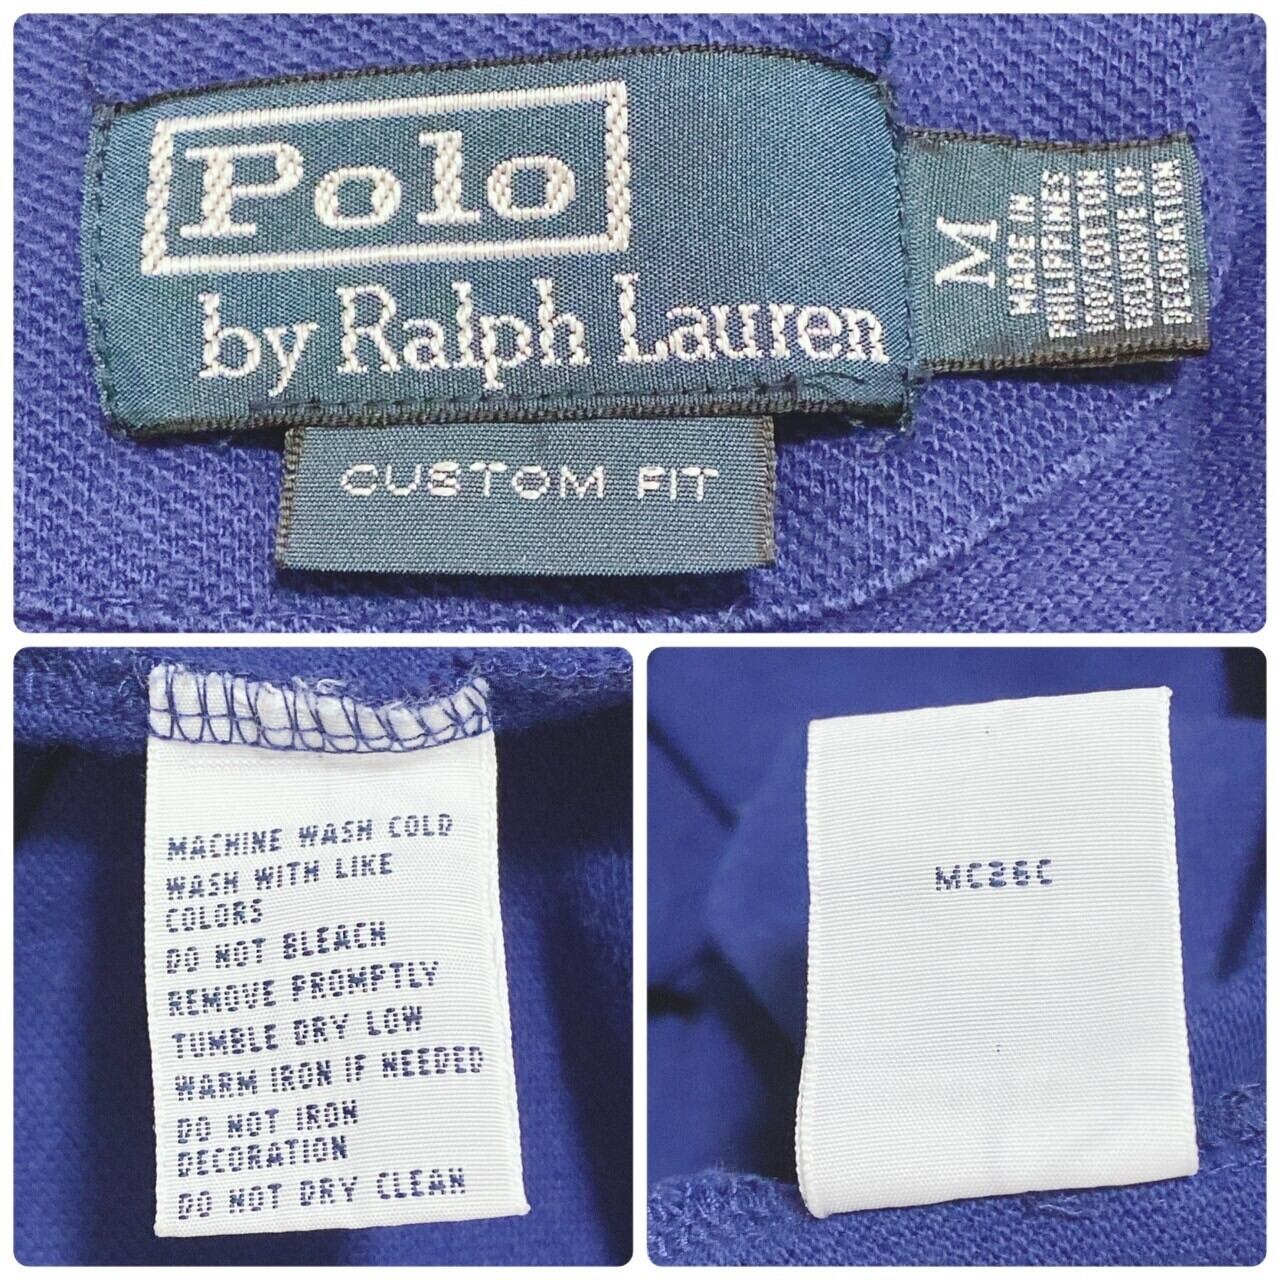 Polo
by Ralph Lauren
CUSTOM FIT
M
MADE IN
PHILIPPINES
COTTON
EXCLUSIVE OF
DECORATION
MACHINE WASH COLD
WASH WITH LIKE
COLORS
DO NOT BLEACH
REMOVE PROMPTLY
TUMBLE DRY LOW
WARM IRON IF NEEDED
DO NOT IRON
DECORATION
DO NOT DRY CLEAN